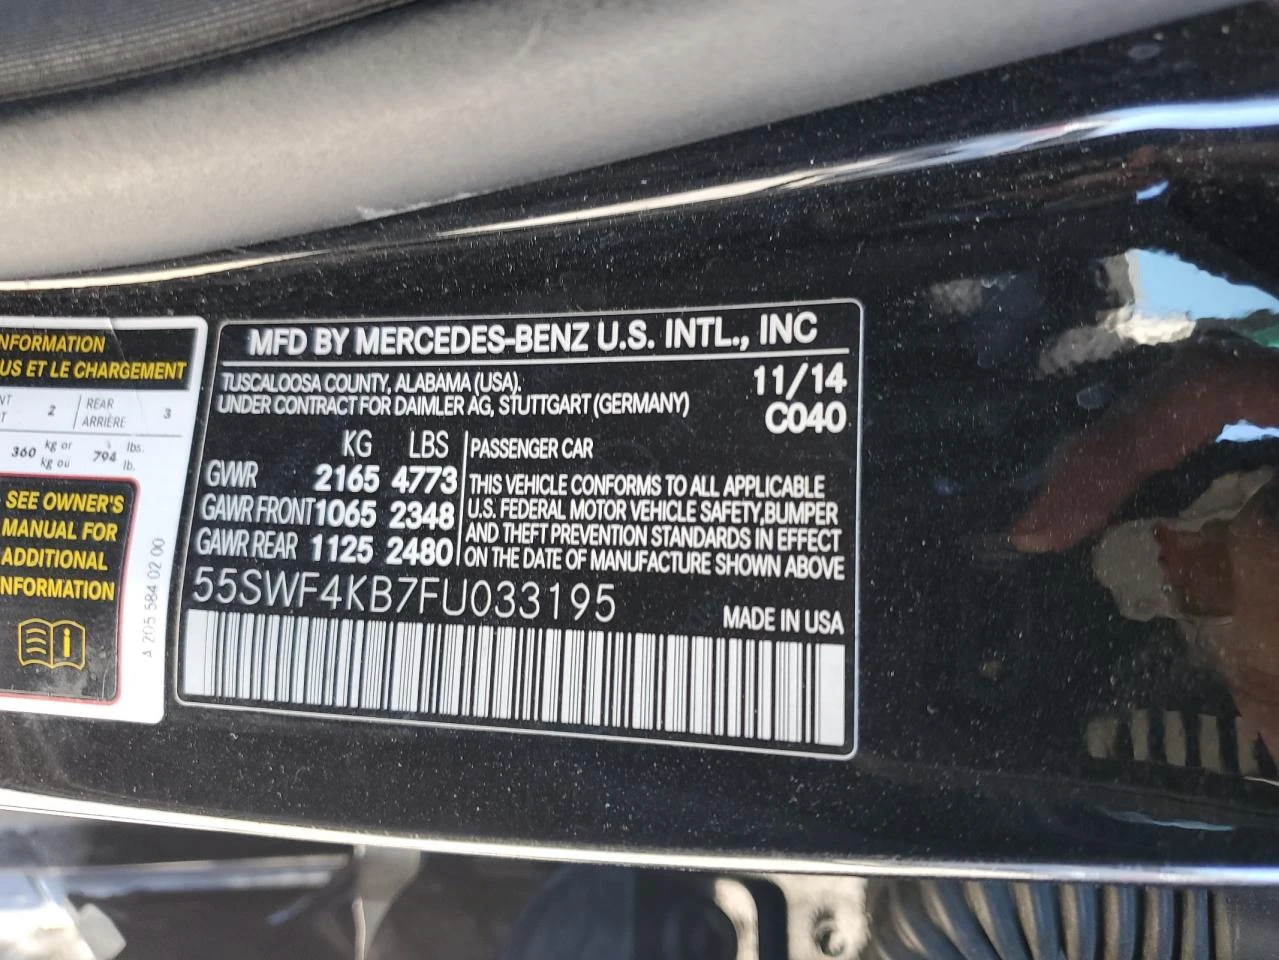 NFORMATION
US ET LE CHARGEMENT
NT 2 REAR 3
T ARRIÈRE
360 kg or 794 lbs.
kg ou lb.
SEE OWNER'S
MANUAL FOR
ADDITIONAL
NFORMATION
A 205 584 02 00
MFD BY MERCEDES-BENZ U.S. INTL., INC
TUSCALOOSA COUNTY, ALABAMA (USA). 11/14
UNDER CONTRACT FOR DAIMLER AG, STUTTGART (GERMANY) C040
KG LBS PASSENGER CAR
GWR 2165 4773 THIS VEHICLE CONFORMS TO ALL APPLICABLE
GAWR FRONT 1065 2348 U.S. FEDERAL MOTOR VEHICLE SAFETY, BUMPER
GAWR REAR 1125 2480 AND THEFT PREVENTION STANDARDS IN EFFECT
ON THE DATE OF MANUFACTURE SHOWN ABOVE
55SWF4KB7FU033195 MADE IN USA